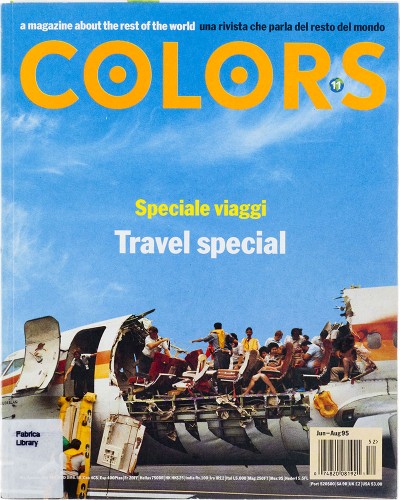 a magazine about the rest of the world una rivista che parla del resto del mondo
COLORS
11
Speciale viaggi
Travel special
Fabrica
Library
Jun–Aug 95